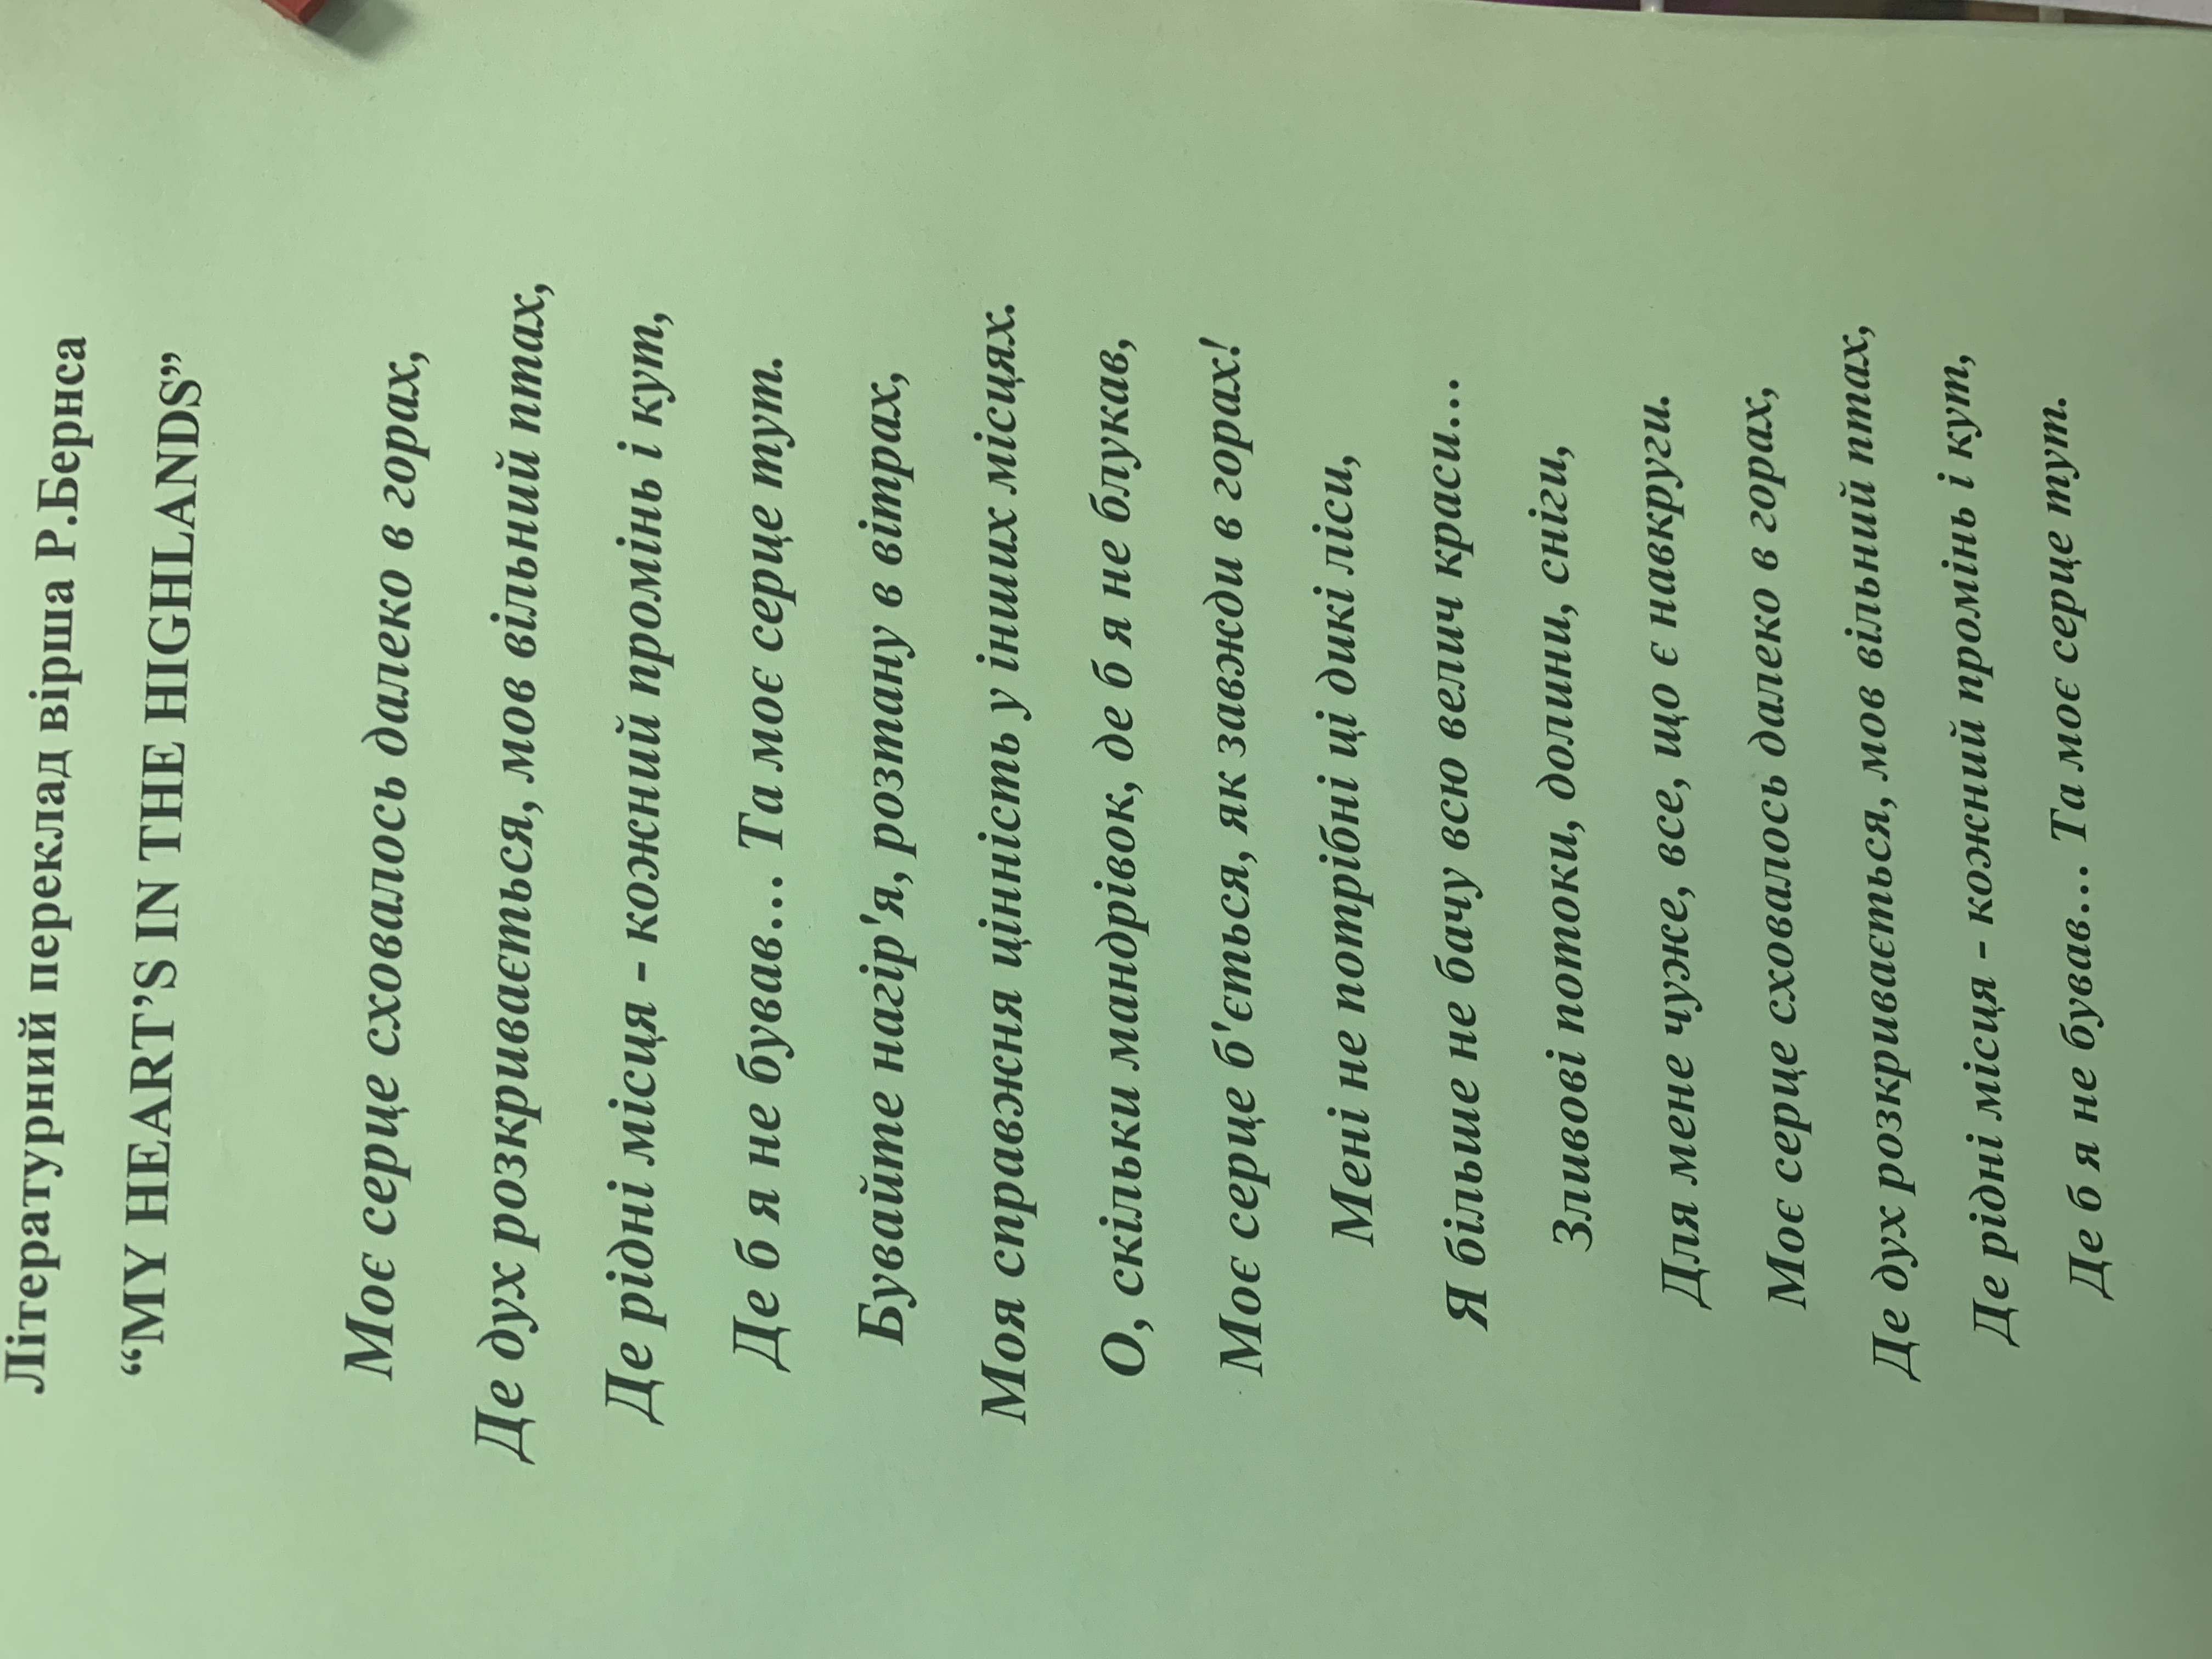 Літературний переклад вірша Р.Бернса
“MY HEART’S IN THE HIGHLANDS”
Моє серце сховалось далеко в горах,
Де дух розкривається, мов вільний птах,
Де рідні місця - кожний промінь і кут,
Де б я не бував… Та моє серце тут.
Бувайте нагір'я, розтану в вітрах,
Моя справжня цінність у інших місцях.
О, скільки мандрівок, де б я не блукав,
Моє серце б'ється, як завжди в горах!
Мені не потрібні ці дикі ліси,
Я більше не бачу всю велич краси…
Зливові потоки, долини, сніги,
Для мене чуже, все, що є навкруги.
Моє серце сховалось далеко в горах,
Де дух розкривається, мов вільний птах,
Де рідні місця - кожний промінь і кут,
Де б я не бував… Та моє серце тут.